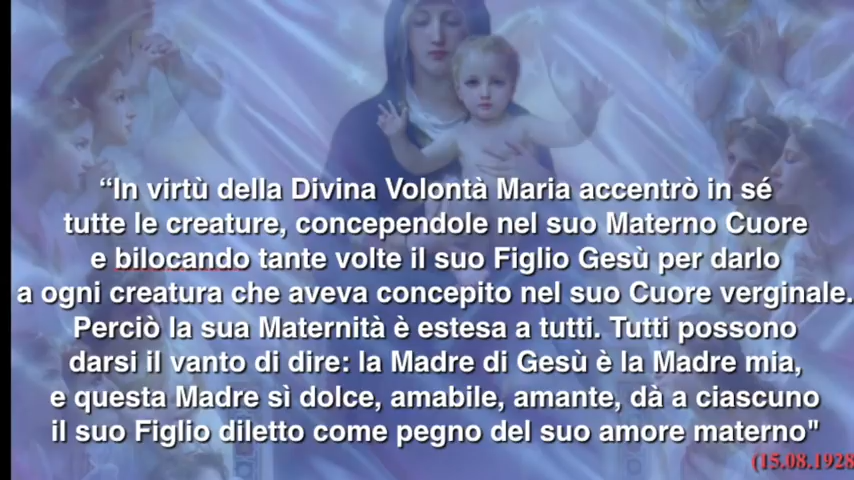 “In virtù della Divina Volontà Maria accentrò in sé
tutte le creature, concependole nel suo Materno Cuore
e bilocando tante volte il suo Figlio Gesù per darlo
a ogni creatura che aveva concepito nel suo Cuore verginale.
Perciò la sua Maternità è estesa a tutti. Tutti possono
darsi il vanto di dire: la Madre di Gesù è la Madre mia,
e questa Madre sì dolce, amabile, amante, dà a ciascuno
il suo Figlio diletto come pegno del suo amore materno"
(15.08.1928